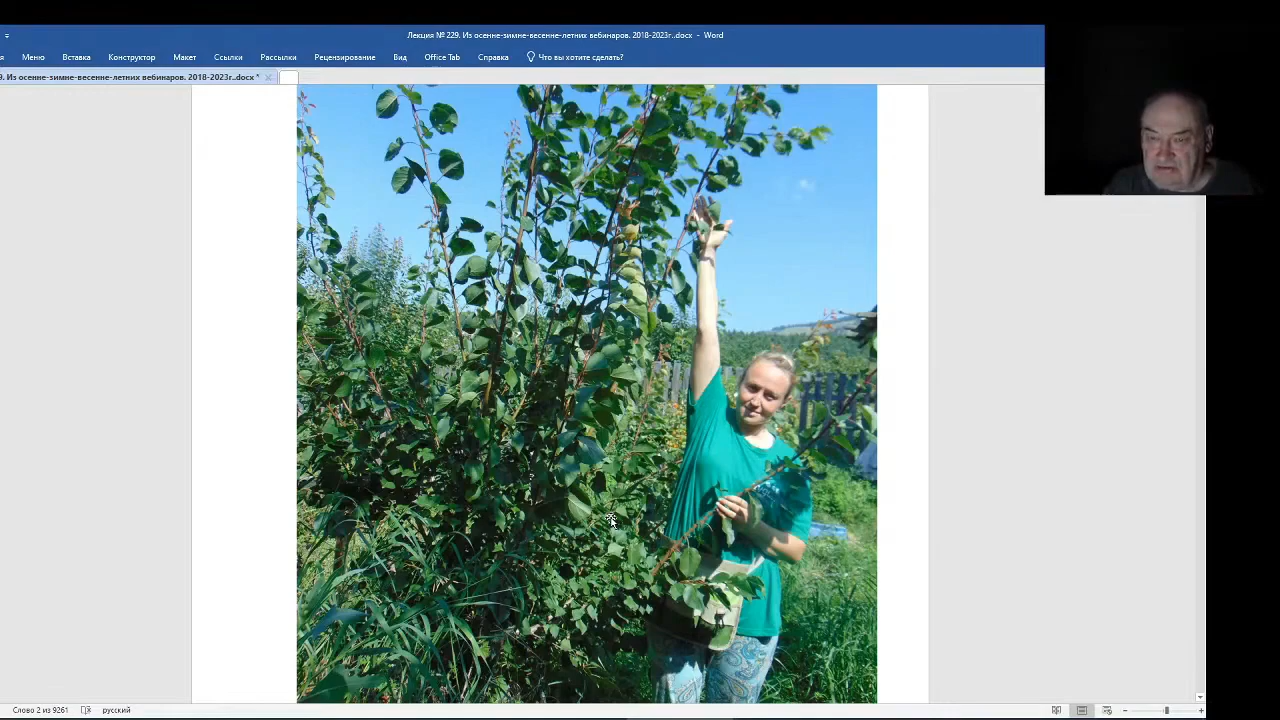 Лекция № 229. Из осенне-зимне-весенне-летних вебинаров. 2018-2023г..docx - Word
Меню Вставка Конструктор Макет Ссылки Рассылки Рецензирование Вид Office Tab Справка Что вы хотите сделать?
9. Из осенне-зимне-весенне-летних вебинаров. 2018-2023г..docx *
Слово 2 из 9261 русский